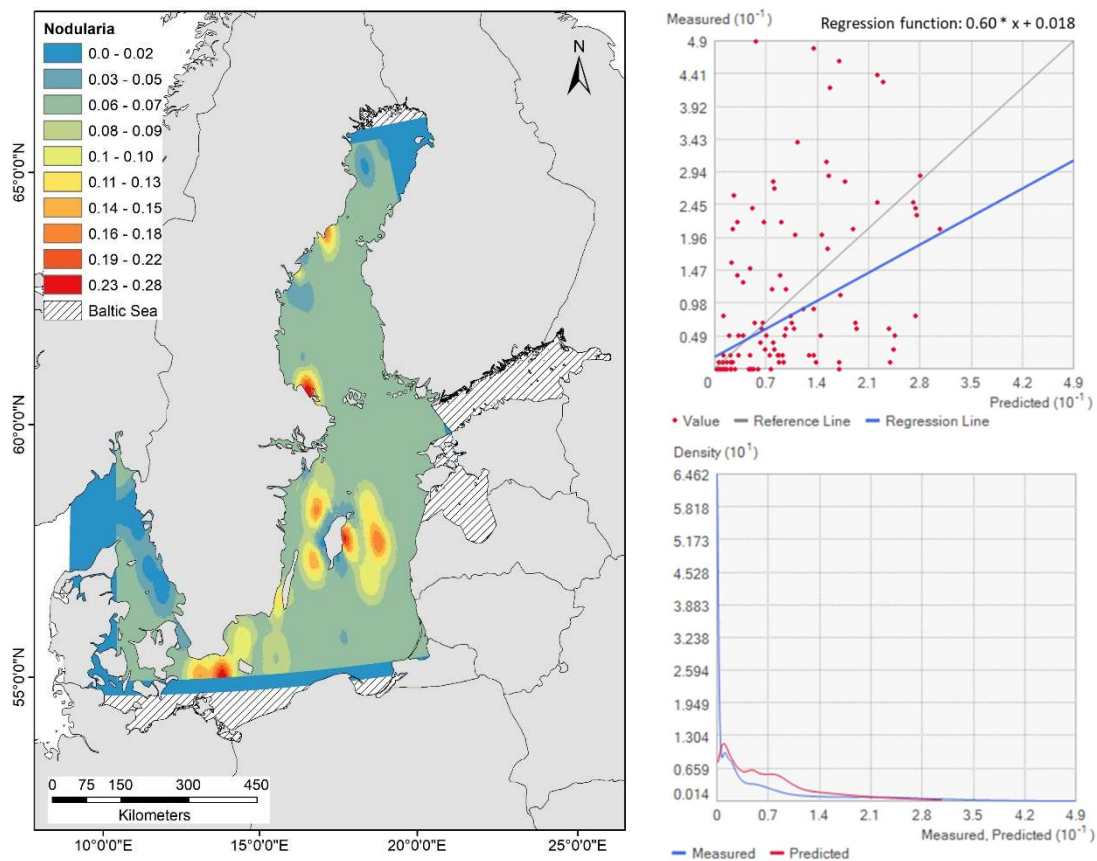 Nodularia
0.0 - 0.02
0.03 - 0.05
0.06 - 0.07
0.08 - 0.09
0.1 - 0.10
0.11 - 0.13
0.14 - 0.15
0.16 - 0.18
0.19 - 0.22
0.23 - 0.28
Baltic Sea
N
65°0'0"N
60°0'0"N
55°0'0"N
0 75 150 300 450
Kilometers
10°0'0"E 15°0'0"E 20°0'0"E 25°0'0"E
Measured (10⁻¹)
Regression function: 0.60 * x + 0.018
4.9
4.41
3.92
3.43
2.94
2.45
1.96
1.47
0.98
0.49
0 0.7 1.4 2.1 2.8 3.5 4.2 4.9
Predicted (10⁻¹)
Value Reference Line Regression Line
Density (10¹)
6.462
5.818
5.173
4.528
3.883
3.238
2.594
1.949
1.304
0.659
0.014
0 0.7 1.4 2.1 2.8 3.5 4.2 4.9
Measured, Predicted (10⁻¹)
Measured Predicted